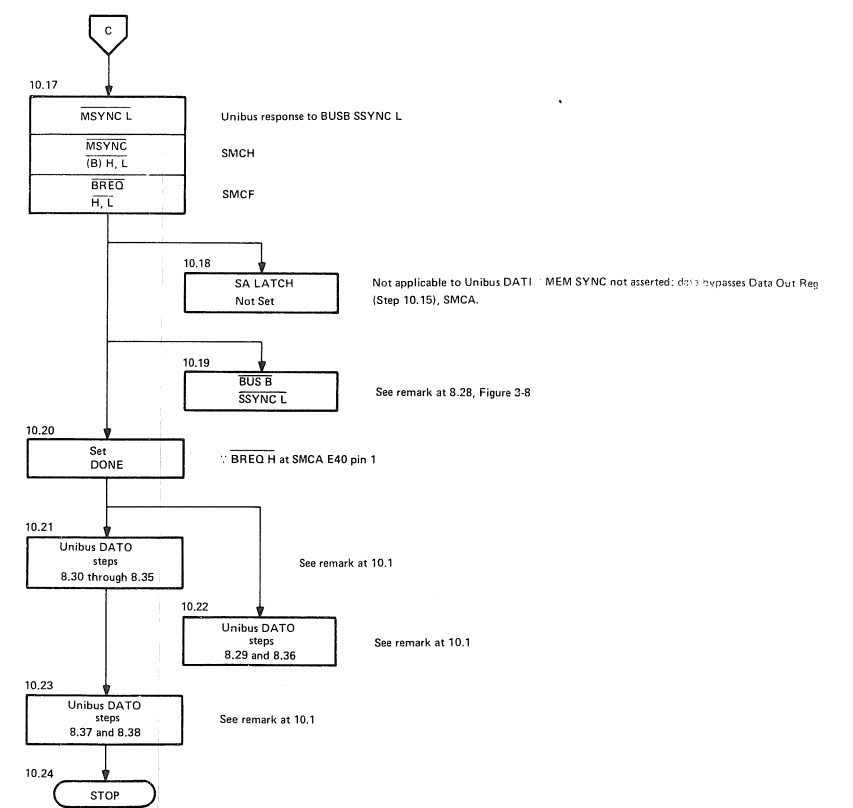 C
10.17
MSYNC L
Unibus response to BUSB SSYNC L
MSYNC
(B) H, L
SMCH
BREQ
H, L
SMCF
10.18
SA LATCH
Not Set
Not applicable to Unibus DATI MEM SYNC not asserted; data bypasses Data Out Reg
(Step 10.15), SMCA.
10.19
BUS B
SSYNC L
See remark at 8.28, Figure 3-8
10.20
Set
DONE
∵ BREQ H at SMCA E40 pin 1
10.21
Unibus DATO
steps
8.30 through 8.35
See remark at 10.1
10.22
Unibus DATO
steps
8.29 and 8.36
See remark at 10.1
10.23
Unibus DATO
steps
8.37 and 8.38
See remark at 10.1
10.24
STOP